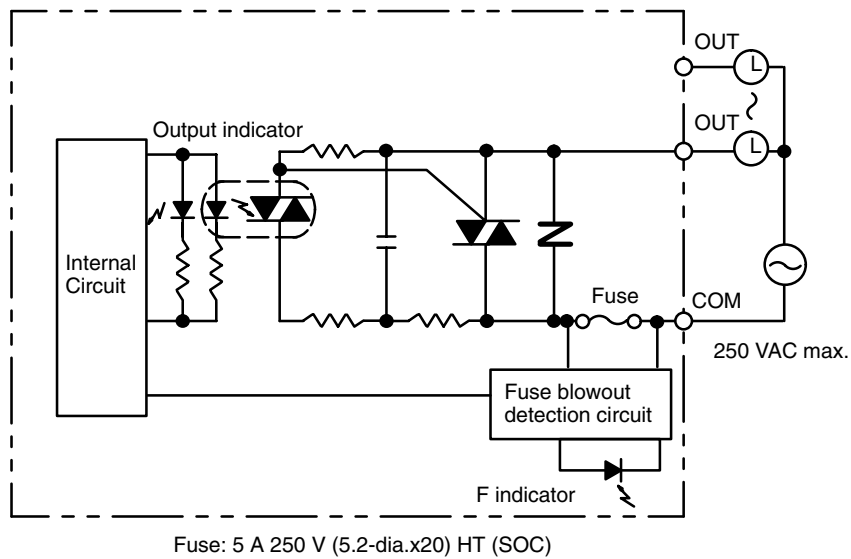 OUT
L
Output indicator
OUT
L
Internal
Circuit
Fuse
COM
250 VAC max.
Fuse blowout
detection circuit
F indicator
Fuse: 5 A 250 V (5.2-dia.x20) HT (SOC)